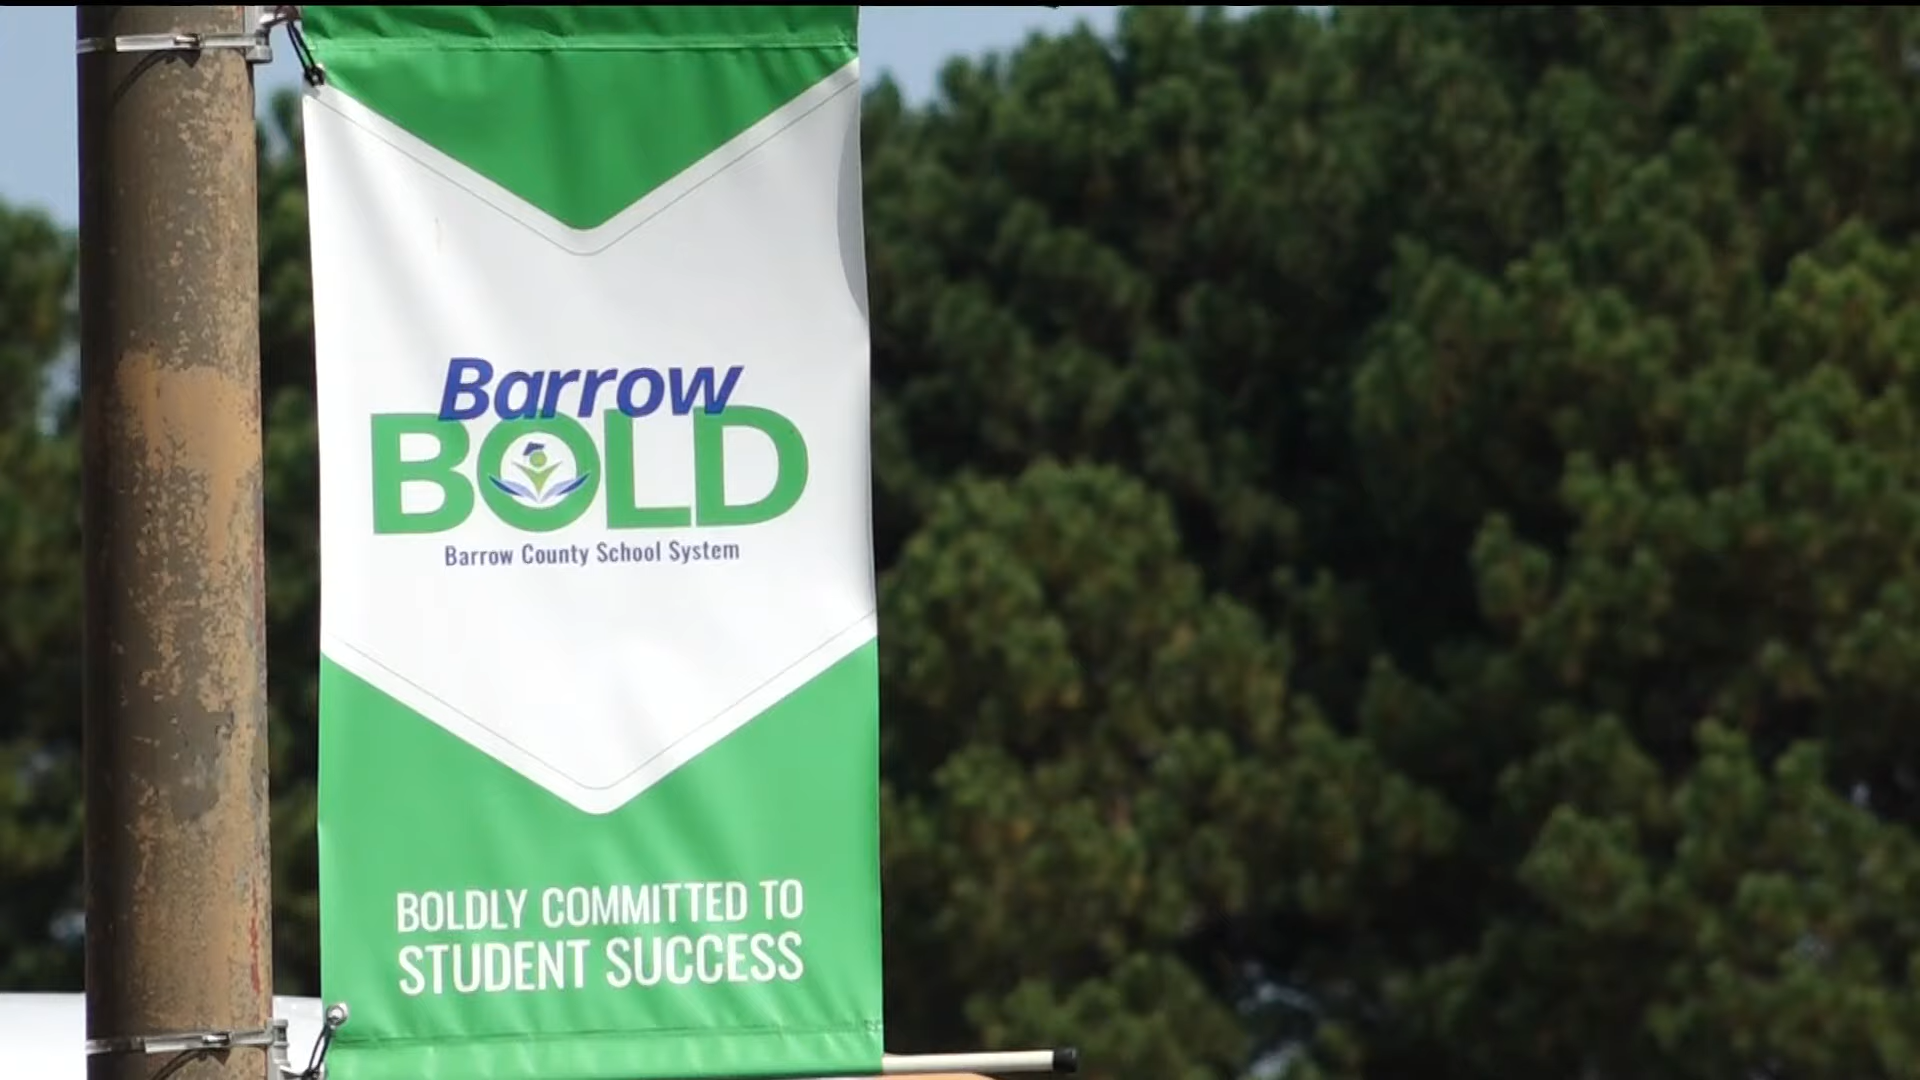 Barrow
BOLD
Barrow County School System
BOLDLY COMMITTED TO
STUDENT SUCCESS